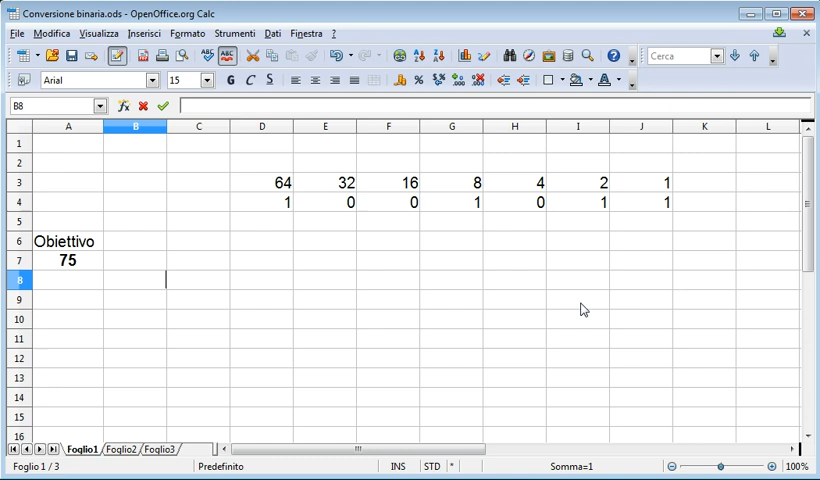 Conversione binaria.ods - OpenOffice.org Calc
File Modifica Visualizza Inserisci Formato Strumenti Dati Finestra ?
ABC ABC Cerca
Arial 15 G C S
B8
A B C D E F G H I J K L
1
2
3 64 32 16 8 4 2 1
4 1 0 0 1 0 1 1
5
6 Obiettivo
7 75
8
9
10
11
12
13
14
15
16
Foglio1 Foglio2 Foglio3
Foglio 1 / 3 Predefinito INS STD * Somma=1 100%